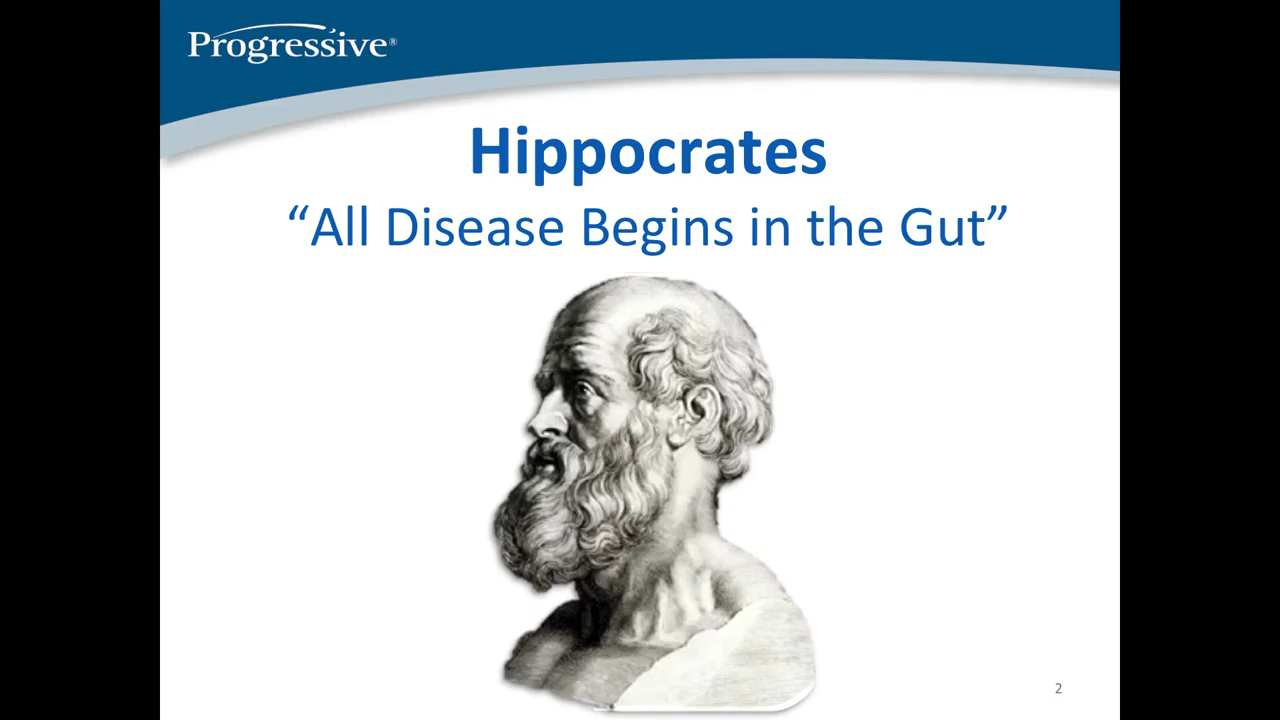 Progressive®
Hippocrates
“All Disease Begins in the Gut”
2